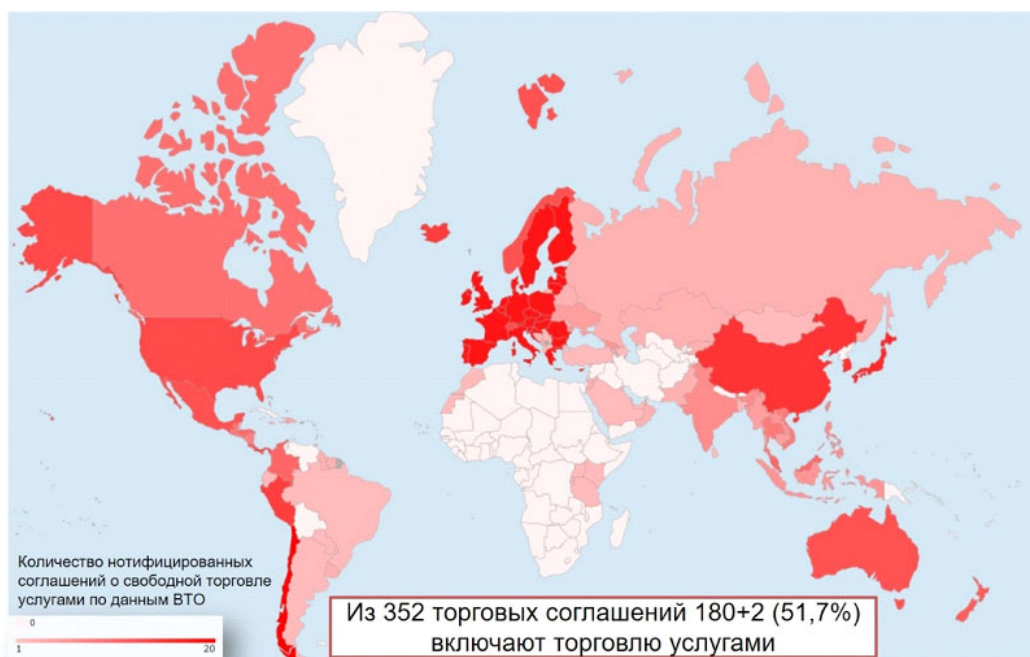 Количество нотифицированных
соглашений о свободной торговле
услугами по данным ВТО
0
1 20
Из 352 торговых соглашений 180+2 (51,7%)
включают торговлю услугами